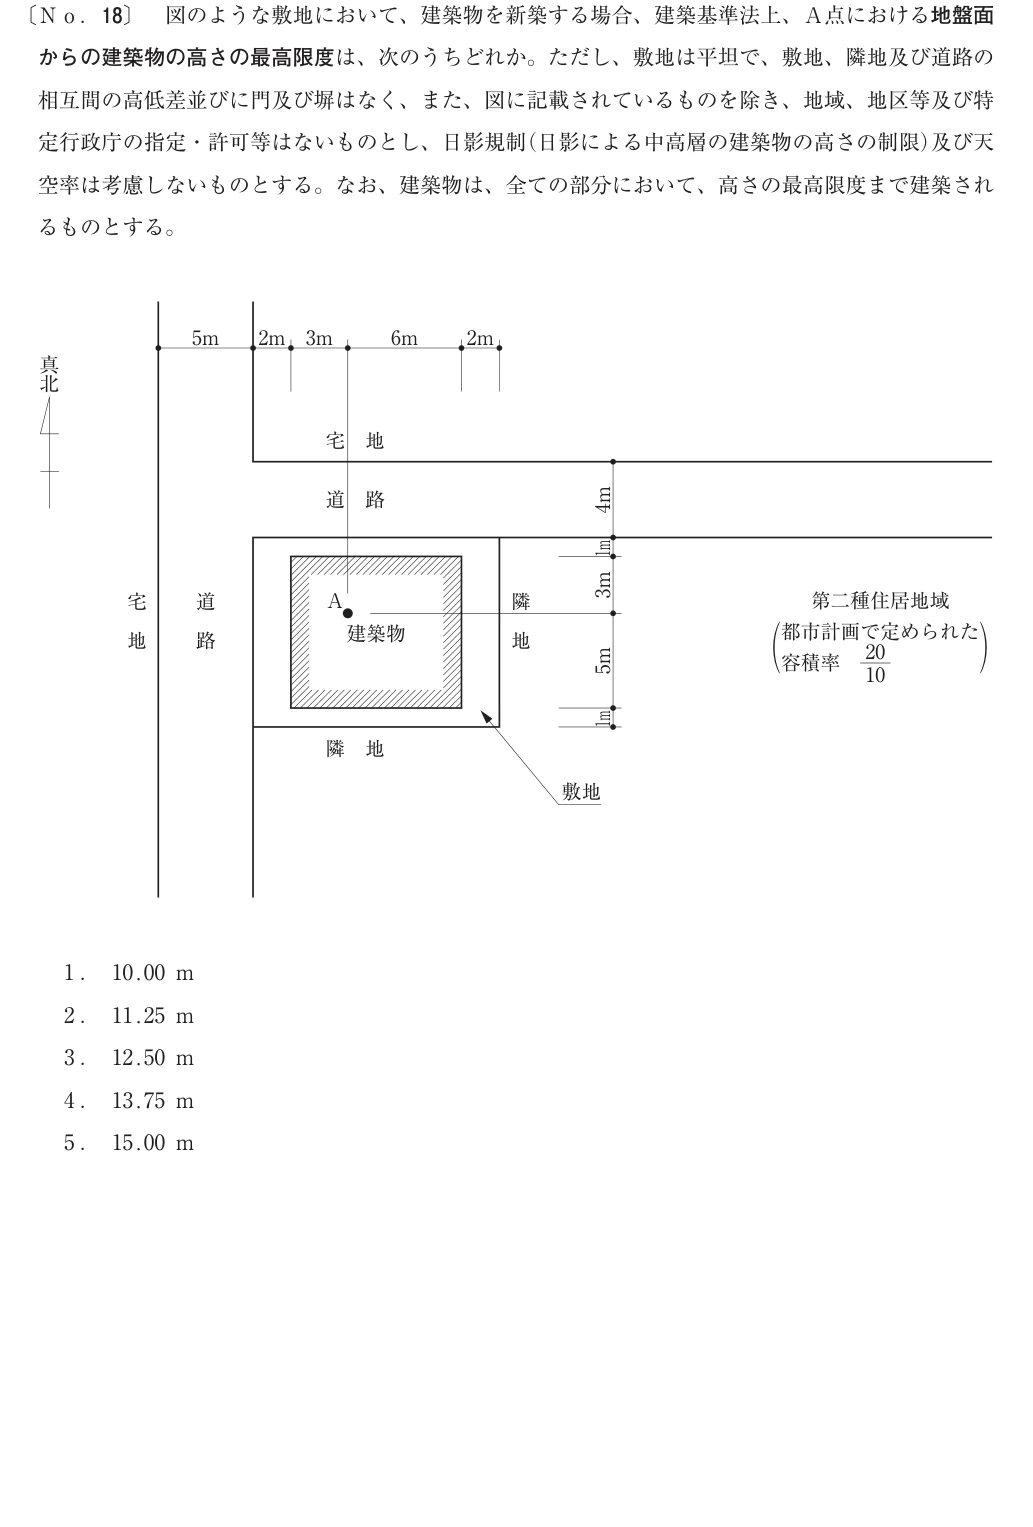 〔No. 18〕 図のような敷地において、建築物を新築する場合、建築基準法上、A点における地盤面
からの建築物の高さの最高限度は、次のうちどれか。ただし、敷地は平坦で、敷地、隣地及び道路の
相互間の高低差並びに門及び塀はなく、また、図に記載されているものを除き、地域、地区等及び特
定行政庁の指定・許可等はないものとし、日影規制(日影による中高層の建築物の高さの制限)及び天
空率は考慮しないものとする。なお、建築物は、全ての部分において、高さの最高限度まで建築され
るものとする。
5m 2m 3m 6m 2m
真北
宅 地
道 路
4m
1m
3m
5m
1m
宅地
道路
A
建築物
隣地
第二種住居地域
(都市計画で定められた
容積率 20/10)
隣 地
敷地
1. 10.00 m
2. 11.25 m
3. 12.50 m
4. 13.75 m
5. 15.00 m